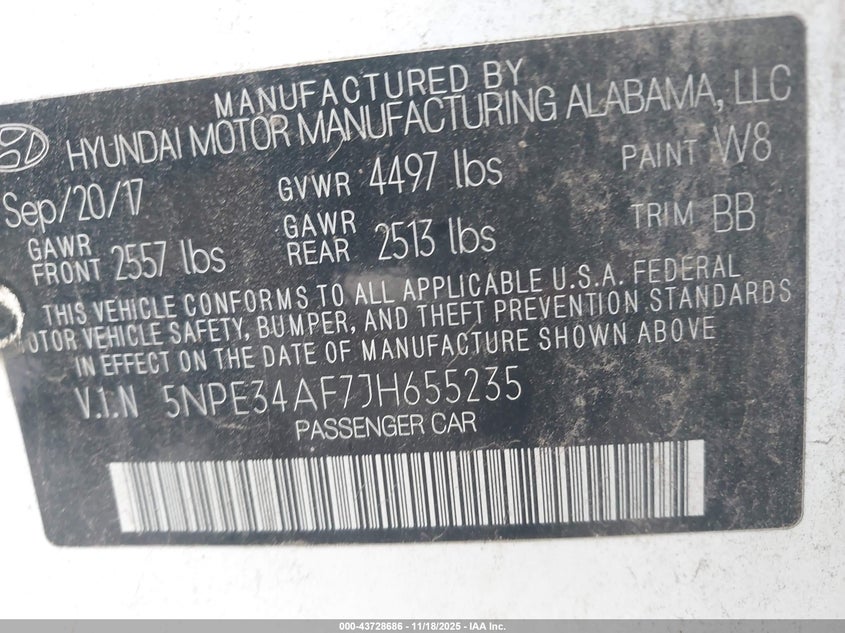 MANUFACTURED BY
HYUNDAI MOTOR MANUFACTURING ALABAMA, LLC
Sep/20/17 GVWR 4497 lbs PAINT W8
GAWR FRONT 2557 lbs GAWR REAR 2513 lbs TRIM BB
THIS VEHICLE CONFORMS TO ALL APPLICABLE U.S.A. FEDERAL
OTOR VEHICLE SAFETY, BUMPER, AND THEFT PREVENTION STANDARDS
IN EFFECT ON THE DATE OF MANUFACTURE SHOWN ABOVE
V.I.N 5NPE34AF7JH655235
PASSENGER CAR
000-43728686 - 11/18/2025 - IAA Inc.